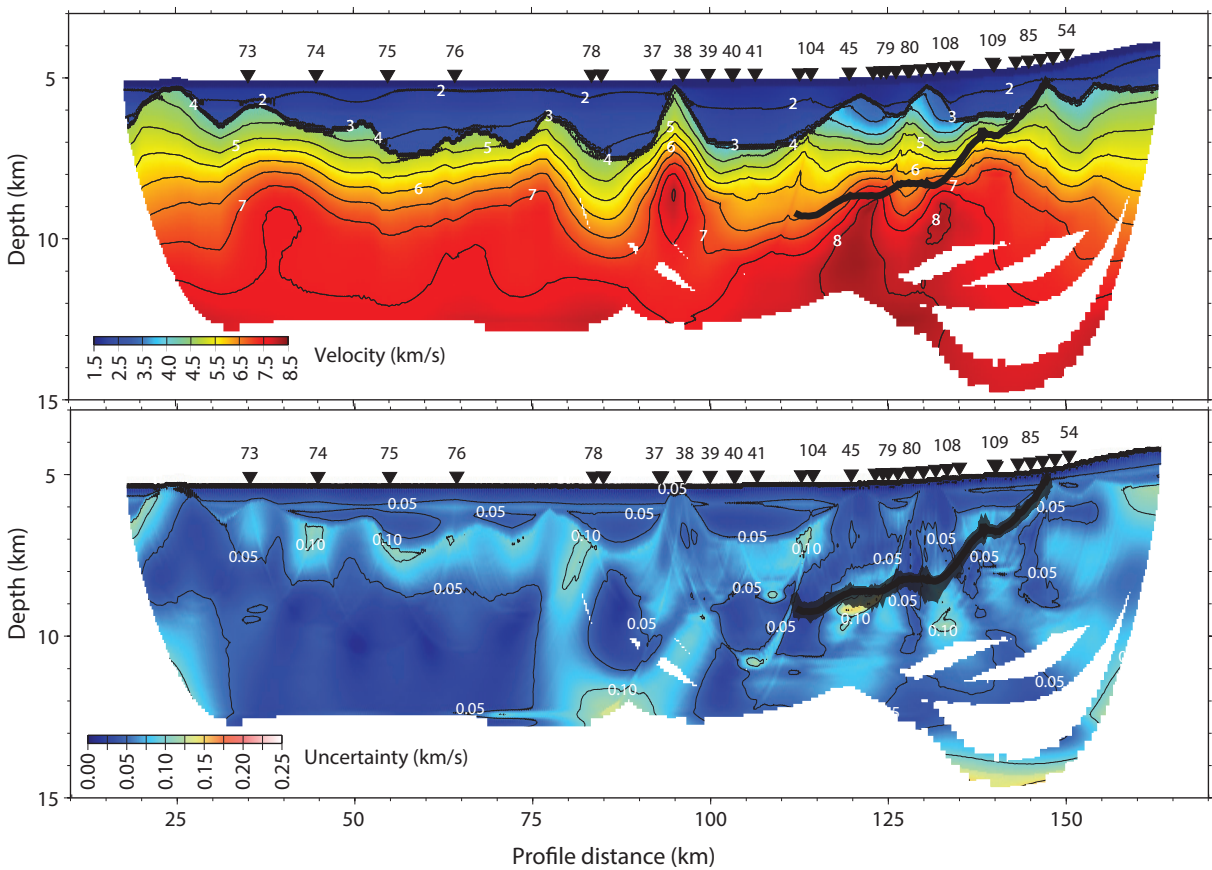 73 74 75 76 78 37 38 39 40 41 104 45 79 80 108 109 85 54
5
10
15
Depth (km)
2 2 2 2 2
4 3 4 3 3 3
5 5 4 5 3 4 5 4
6 6 6
7 7 7 7
8 8
1.5 2.5 3.5 4.0 4.5 5.5 6.5 7.5 8.5
Velocity (km/s)
73 74 75 76 78 37 38 39 40 41 104 45 79 80 108 109 85 54
5
10
15
Depth (km)
0.05
0.05 0.05 0.05 0.05
0.10 0.10 0.10 0.05 0.10 0.05
0.05 0.05 0.05 0.05 0.05 0.05
0.05 0.05 0.10 0.05 0.10
0.10 0.05
0.05
0.00 0.05 0.10 0.15 0.20 0.25
Uncertainty (km/s)
25 50 75 100 125 150
Profile distance (km)